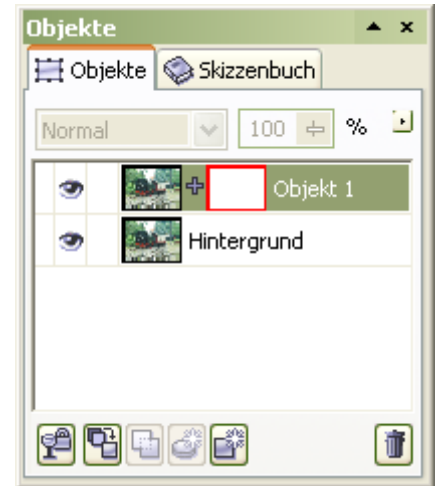 Objekte
Objekte Skizzenbuch
Normal 100 %
Objekt 1
Hintergrund